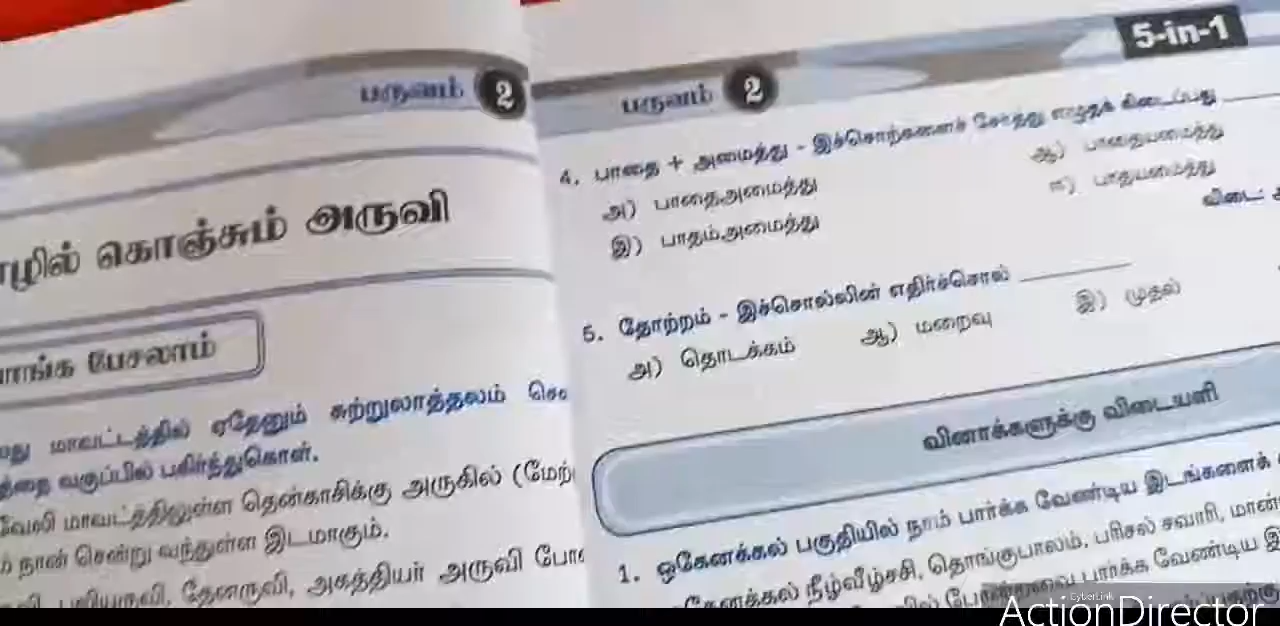 பருவம் 2
ழில் கொஞ்சும் அருவி
பேசலாம்
மாவட்டத்தில் ஏதேனும் சுற்றுலாத்தலம்
வகுப்பில் பகிர்ந்துகொள்.
மாவட்டத்திலுள்ள தென்காசிக்கு அருகில்
நான் சென்று வந்துள்ள இடமாகும்.
தேனருவி, அகத்தியர் அருவி
5-in-1
பருவம் 2
4. பாதை + அமைத்து - இச்சொற்களைச் சேர்த்து எழுதக் கிடைப்பது
அ) பாதைஅமைத்து ஆ) பாதையமைத்து
இ) பாதம்அமைத்து ஈ) பாதயமைத்து
விடை:
5. தோற்றம் - இச்சொல்லின் எதிர்ச்சொல்
அ) தொடக்கம் ஆ) மறைவு இ) முதல்
வினாக்களுக்கு விடையளி
1. ஒகேனக்கல் பகுதியில் நாம் பார்க்க வேண்டிய இடங்களைக்
நீழ்வீழ்ச்சி, தொங்குபாலம், பரிசல் சவாரி,
பார்க்க வேண்டிய
CyberLink
ActionDirector